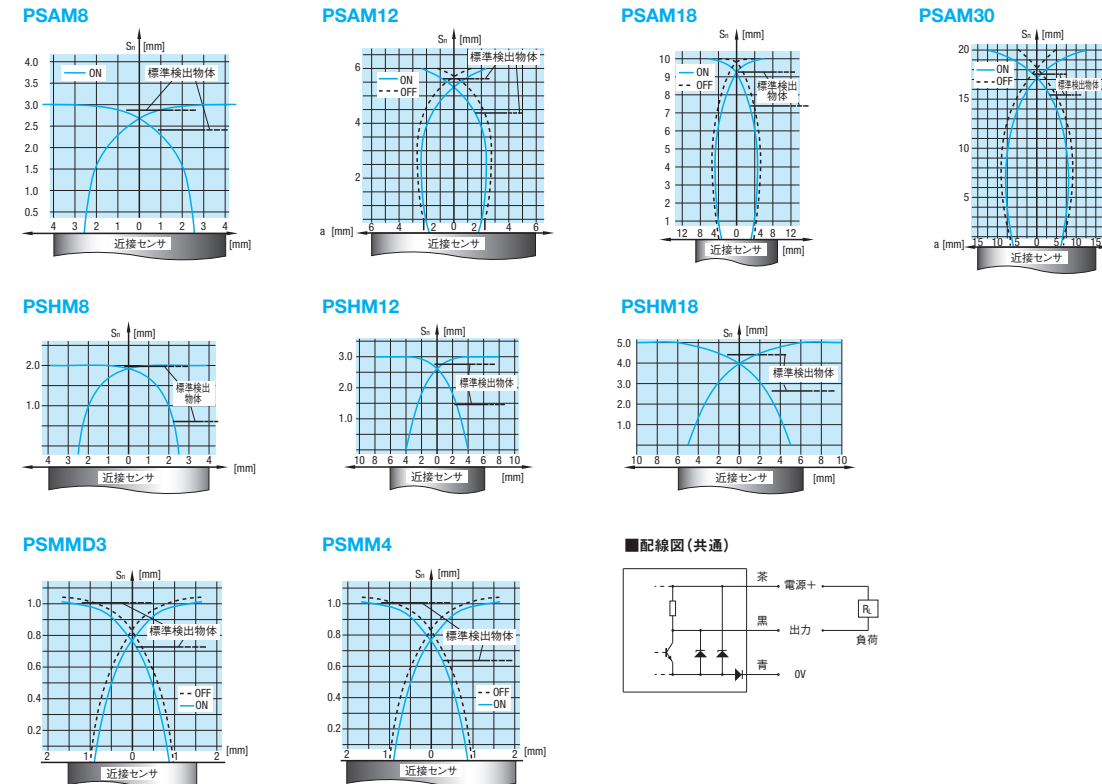 PSAM8
Sn [mm]
4.0
3.5
3.0
2.5
2.0
1.5
1.0
0.5
ON
標準検出物体
4 3 2 1 0 1 2 3 4
[mm]
近接センサ
PSAM12
Sn [mm]
6
4
2
ON
OFF
標準検出物体
a [mm]
6 4 2 0 2 4 6
近接センサ
PSAM18
Sn [mm]
10
9
8
7
6
5
4
3
2
1
ON
OFF
標準検出
物体
12 8 4 0 4 8 12
[mm]
近接センサ
PSAM30
Sn [mm]
20
15
10
5
ON
OFF
標準検出物体
a [mm]
15 10 5 0 5 10 15
近接センサ
PSHM8
Sn [mm]
2.0
1.0
標準検出
物体
4 3 2 1 0 1 2 3 4
[mm]
近接センサ
PSHM12
Sn [mm]
3.0
2.0
1.0
標準検出物体
10 8 6 4 2 0 2 4 6 8 10
[mm]
近接センサ
PSHM18
Sn [mm]
5.0
4.0
3.0
2.0
1.0
標準検出物体
10 8 6 4 2 0 2 4 6 8 10
[mm]
近接センサ
PSMMD3
Sn [mm]
1.0
0.8
0.6
0.4
0.2
標準検出物体
OFF
ON
2 1 0 1 2
[mm]
近接センサ
PSMM4
Sn [mm]
1.0
0.8
0.6
0.4
0.2
標準検出物体
OFF
ON
2 1 0 1 2
[mm]
近接センサ
■配線図（共通）
茶
電源＋
黒
出力
青
0V
RL
負荷